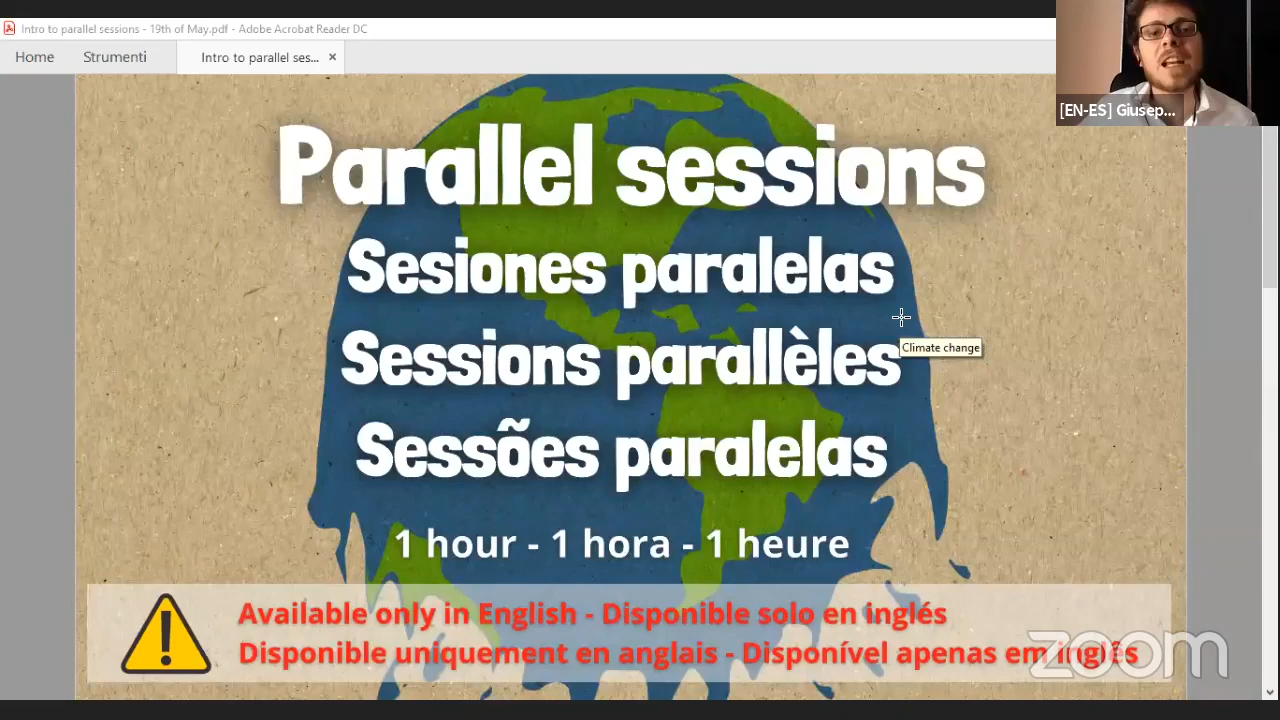 Intro to parallel sessions - 19th of May.pdf - Adobe Acrobat Reader DC
Home Strumenti Intro to parallel ses... ×
[EN-ES] Giusep...
Parallel sessions
Sesiones paralelas
Climate change
Sessions parallèles
Sessões paralelas
1 hour - 1 hora - 1 heure
Available only in English - Disponible solo en inglés
Disponible uniquement en anglais - Disponível apenas em inglês
zoom